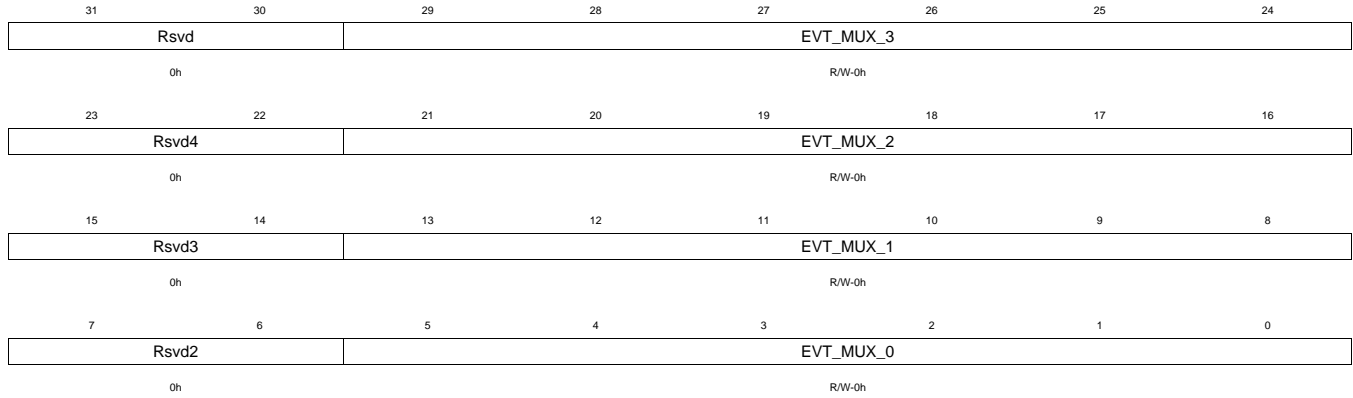 31 30 29 28 27 26 25 24
Rsvd EVT_MUX_3
0h R/W-0h
23 22 21 20 19 18 17 16
Rsvd4 EVT_MUX_2
0h R/W-0h
15 14 13 12 11 10 9 8
Rsvd3 EVT_MUX_1
0h R/W-0h
7 6 5 4 3 2 1 0
Rsvd2 EVT_MUX_0
0h R/W-0h